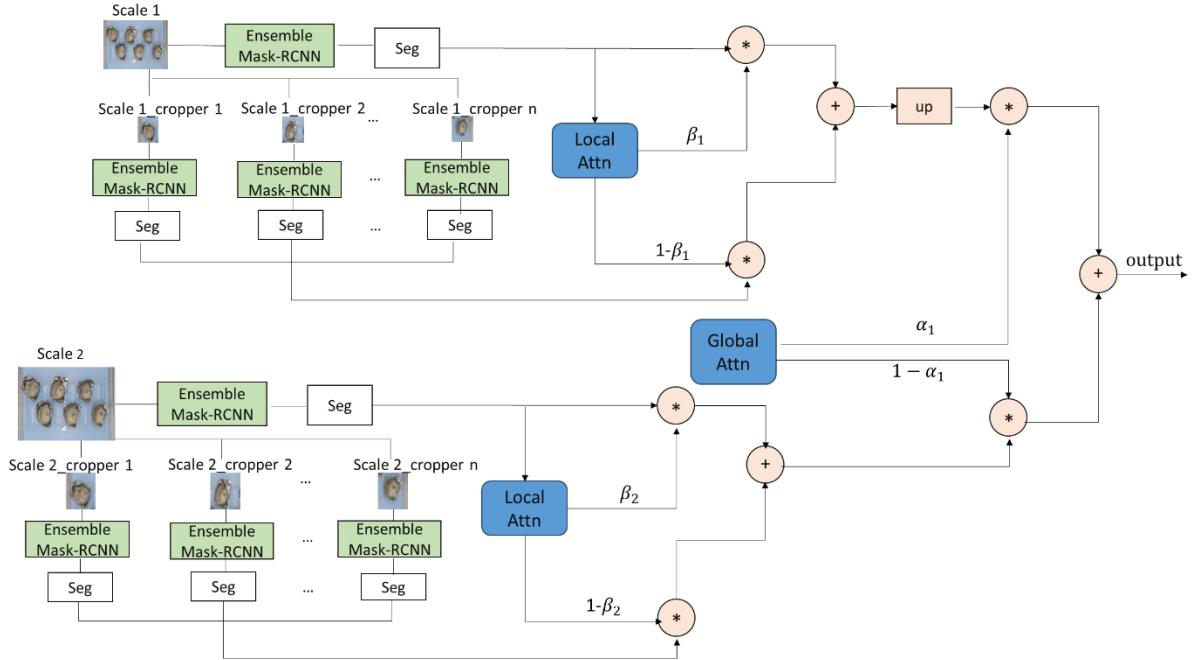 Scale 1
Ensemble
Mask-RCNN
Seg
*
Scale 1_cropper 1
Scale 1_cropper 2
...
Scale 1_cropper n
+
up
*
Local
Attn
β₁
Ensemble
Mask-RCNN
Ensemble
Mask-RCNN
...
Ensemble
Mask-RCNN
Seg
Seg
...
Seg
1-β₁
*
output
+
Global
Attn
α₁
1 − α₁
Scale 2
Ensemble
Mask-RCNN
Seg
*
*
Scale 2_cropper 1
Scale 2_cropper 2
...
Scale 2_cropper n
+
Local
Attn
β₂
Ensemble
Mask-RCNN
Ensemble
Mask-RCNN
...
Ensemble
Mask-RCNN
Seg
Seg
...
Seg
1-β₂
*